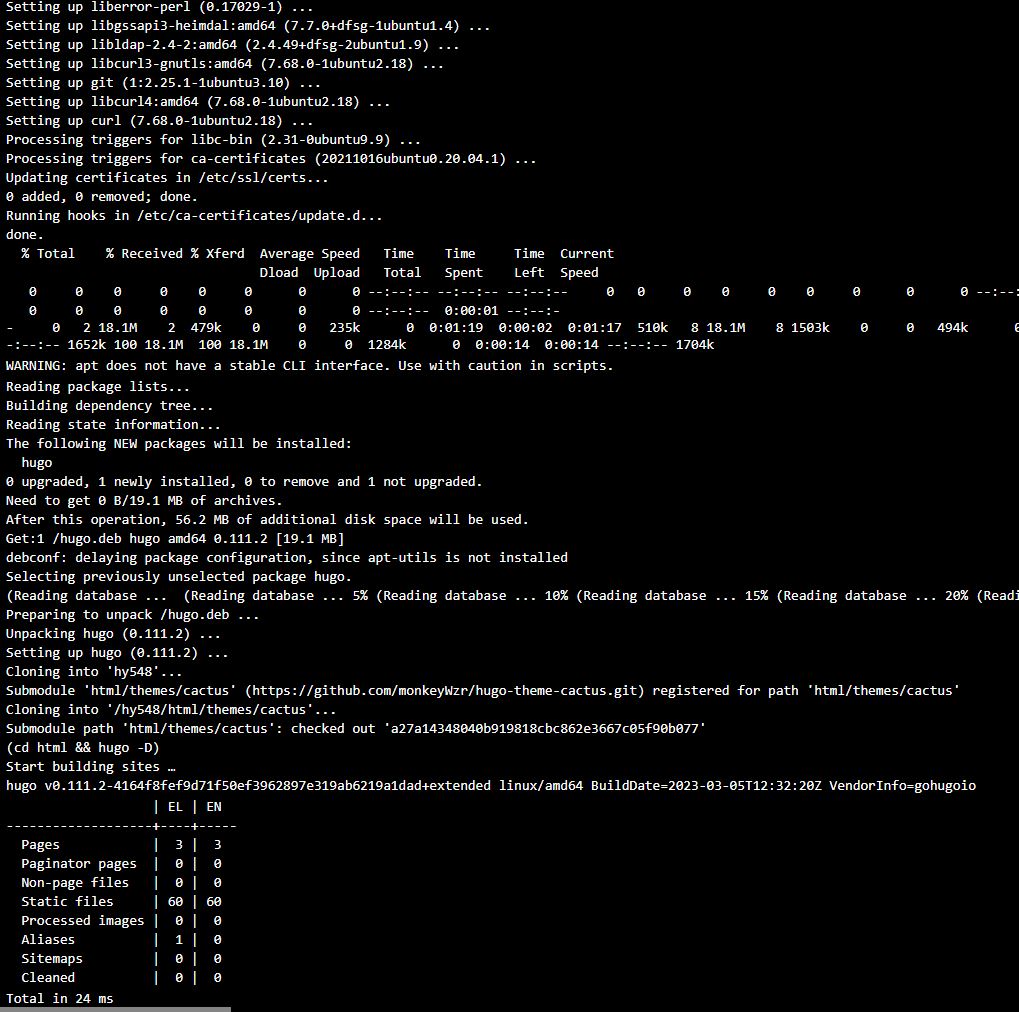 Setting up liberror-perl (0.17029-1) ...
Setting up libgssapi3-heimdal:amd64 (7.7.0+dfsg-1ubuntu1.4) ...
Setting up libldap-2.4-2:amd64 (2.4.49+dfsg-2ubuntu1.9) ...
Setting up libcurl3-gnutls:amd64 (7.68.0-1ubuntu2.18) ...
Setting up git (1:2.25.1-1ubuntu3.10) ...
Setting up libcurl4:amd64 (7.68.0-1ubuntu2.18) ...
Setting up curl (7.68.0-1ubuntu2.18) ...
Processing triggers for libc-bin (2.31-0ubuntu9.9) ...
Processing triggers for ca-certificates (20211016ubuntu0.20.04.1) ...
Updating certificates in /etc/ssl/certs...
0 added, 0 removed; done.
Running hooks in /etc/ca-certificates/update.d...
done.
  % Total    % Received % Xferd  Average Speed   Time    Time     Time  Current
                                 Dload  Upload   Total   Spent    Left  Speed
   0     0    0     0    0     0      0      0 --:--:-- --:--:-- --:--:--     0   0     0    0     0    0     0      0      0 --:--:
   0     0    0     0    0     0      0      0 --:--:--  0:00:01 --:--:-
-     0   2 18.1M   2  479k    0     0   235k      0  0:01:19  0:00:02  0:01:17  510k   8 18.1M    8 1503k    0     0   494k      0
-:--:-- 1652k 100 18.1M  100 18.1M    0     0  1284k      0  0:00:14  0:00:14 --:--:-- 1704k
WARNING: apt does not have a stable CLI interface. Use with caution in scripts.
Reading package lists...
Building dependency tree...
Reading state information...
The following NEW packages will be installed:
  hugo
0 upgraded, 1 newly installed, 0 to remove and 1 not upgraded.
Need to get 0 B/19.1 MB of archives.
After this operation, 56.2 MB of additional disk space will be used.
Get:1 /hugo.deb hugo amd64 0.111.2 [19.1 MB]
debconf: delaying package configuration, since apt-utils is not installed
Selecting previously unselected package hugo.
(Reading database ...  (Reading database ... 5% (Reading database ... 10% (Reading database ... 15% (Reading database ... 20% (Readi
Preparing to unpack /hugo.deb ...
Unpacking hugo (0.111.2) ...
Setting up hugo (0.111.2) ...
Cloning into 'hy548'...
Submodule 'html/themes/cactus' (https://github.com/monkeyWzr/hugo-theme-cactus.git) registered for path 'html/themes/cactus'
Cloning into '/hy548/html/themes/cactus'...
Submodule path 'html/themes/cactus': checked out 'a27a14348040b919818cbc862e3667c05f90b077'
(cd html && hugo -D)
Start building sites …
hugo v0.111.2-4164f8fef9d71f50ef3962897e319ab6219a1dad+extended linux/amd64 BuildDate=2023-03-05T12:32:20Z VendorInfo=gohugoio
                   | EL | EN
-------------------+----+-----
  Pages            |  3 |  3
  Paginator pages  |  0 |  0
  Non-page files   |  0 |  0
  Static files     | 60 | 60
  Processed images |  0 |  0
  Aliases          |  1 |  0
  Sitemaps         |  0 |  0
  Cleaned          |  0 |  0
Total in 24 ms